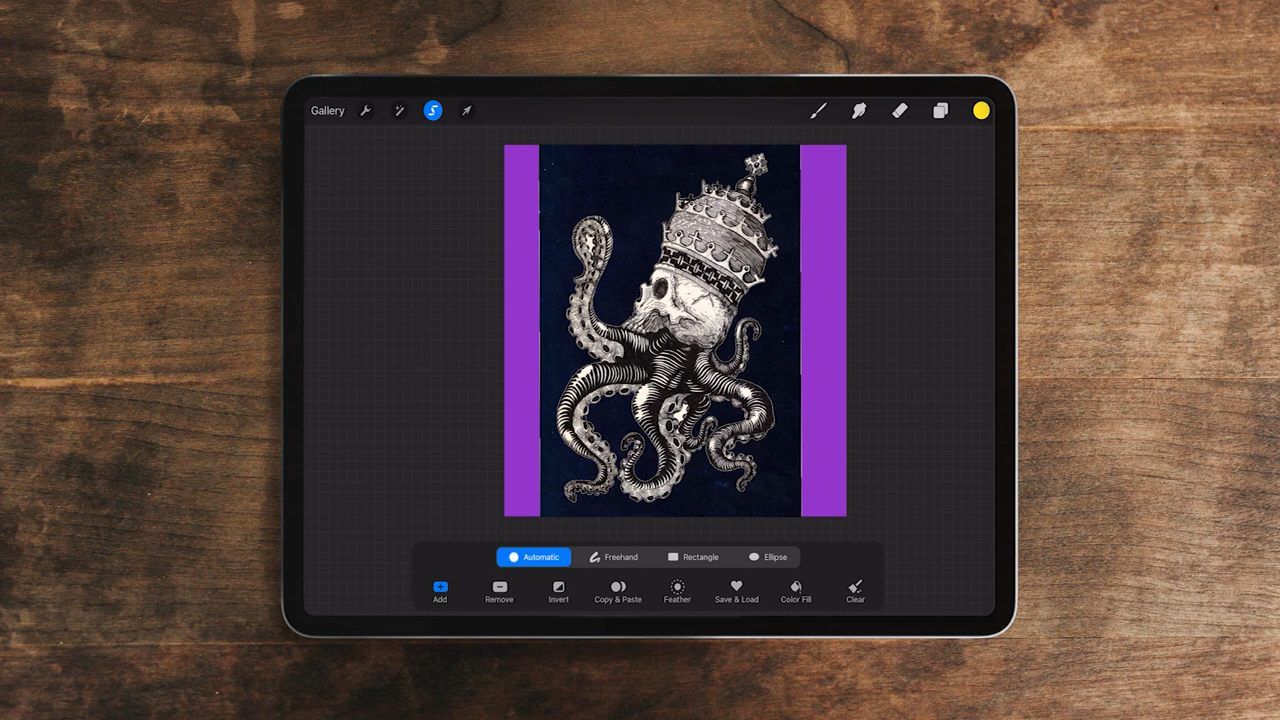 Gallery
Automatic Freehand Rectangle Ellipse
Add Remove Invert Copy & Paste Feather Save & Load Color Fill Clear